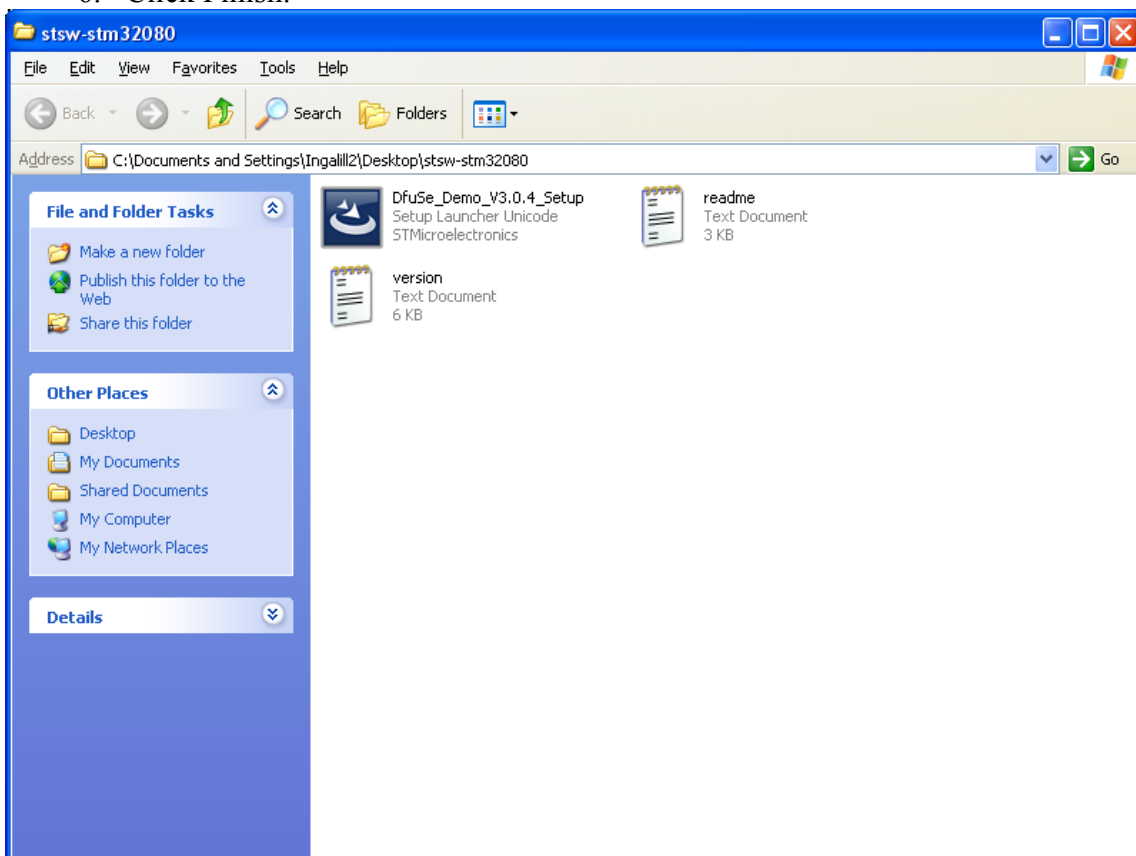 6. Click Finish.
stsw-stm32080
File Edit View Favorites Tools Help
Back Search Folders
Address C:\Documents and Settings\Ingalill2\Desktop\stsw-stm32080 Go
File and Folder Tasks
Make a new folder
Publish this folder to the
Web
Share this folder
Other Places
Desktop
My Documents
Shared Documents
My Computer
My Network Places
Details
DfuSe_Demo_V3.0.4_Setup
Setup Launcher Unicode
STMicroelectronics
readme
Text Document
3 KB
version
Text Document
6 KB